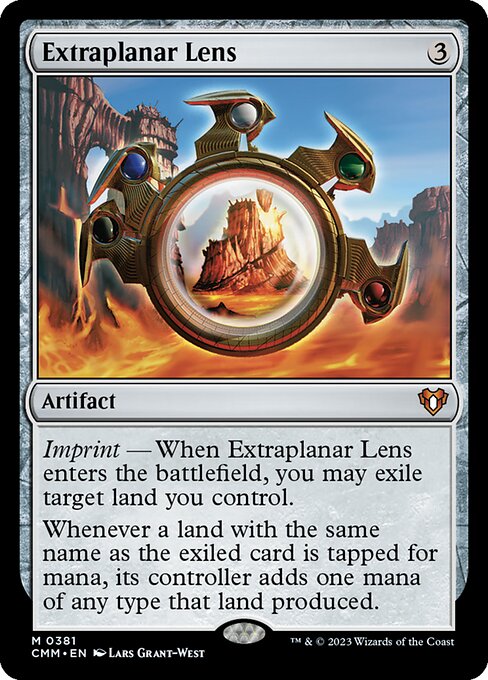 Extraplanar Lens 3
Artifact
Imprint — When Extraplanar Lens
enters the battlefield, you may exile
target land you control.
Whenever a land with the same
name as the exiled card is tapped for
mana, its controller adds one mana
of any type that land produced.
M 0381
CMM • EN Lars Grant-West
™ & © 2023 Wizards of the Coast